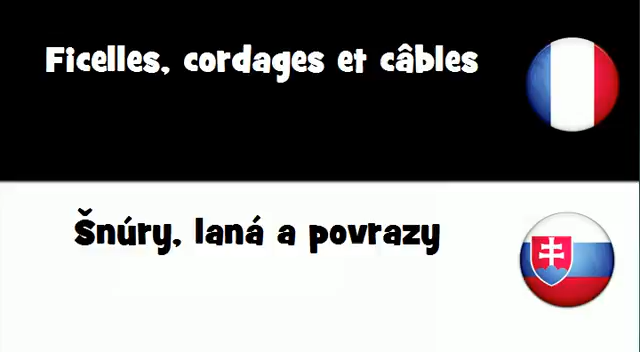 Ficelles, cordages et câbles
Šnúry, laná a povrazy